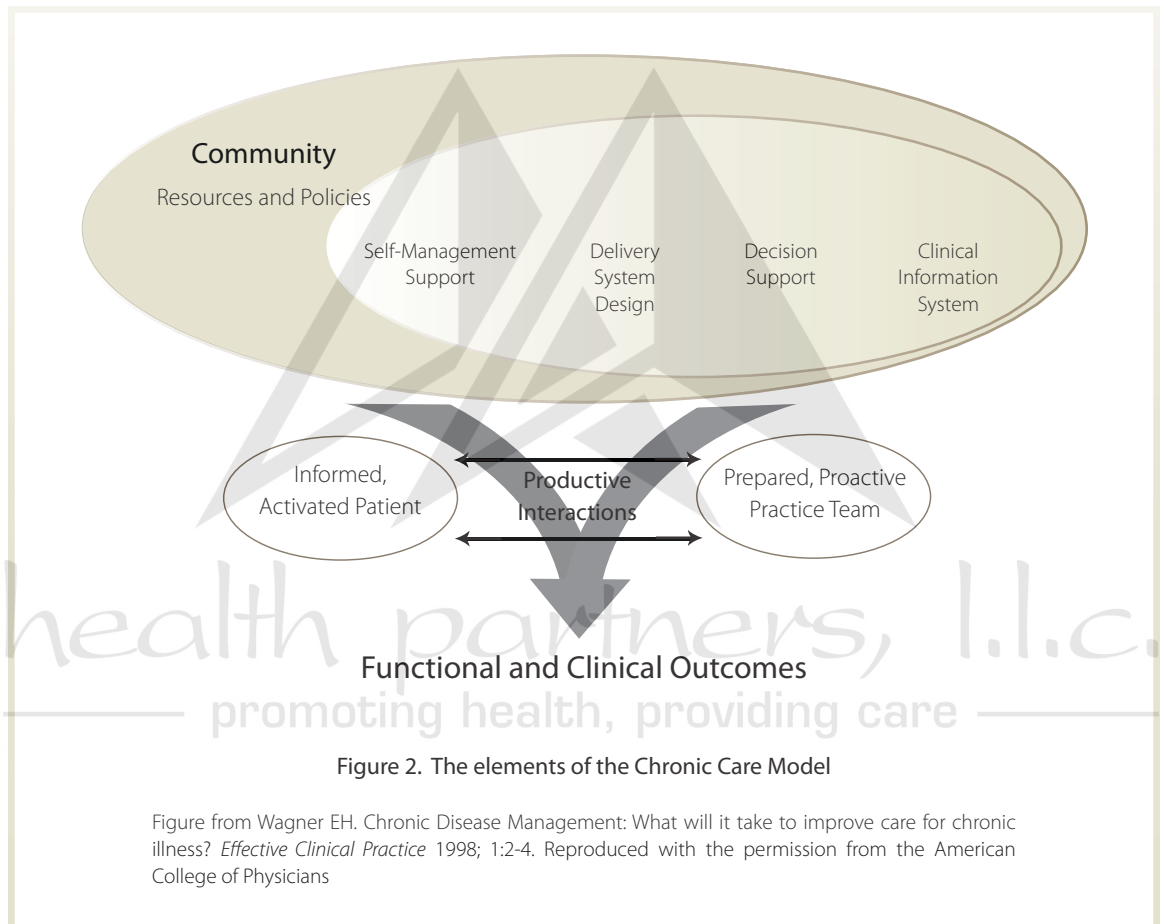 Community
Resources and Policies
Self-Management
Support
Delivery
System
Design
Decision
Support
Clinical
Information
System
Informed,
Activated Patient
Productive
Interactions
Prepared, Proactive
Practice Team
health partners, l.l.c.
Functional and Clinical Outcomes
promoting health, providing care
Figure 2. The elements of the Chronic Care Model
Figure from Wagner EH. Chronic Disease Management: What will it take to improve care for chronic
illness? Effective Clinical Practice 1998; 1:2-4. Reproduced with the permission from the American
College of Physicians